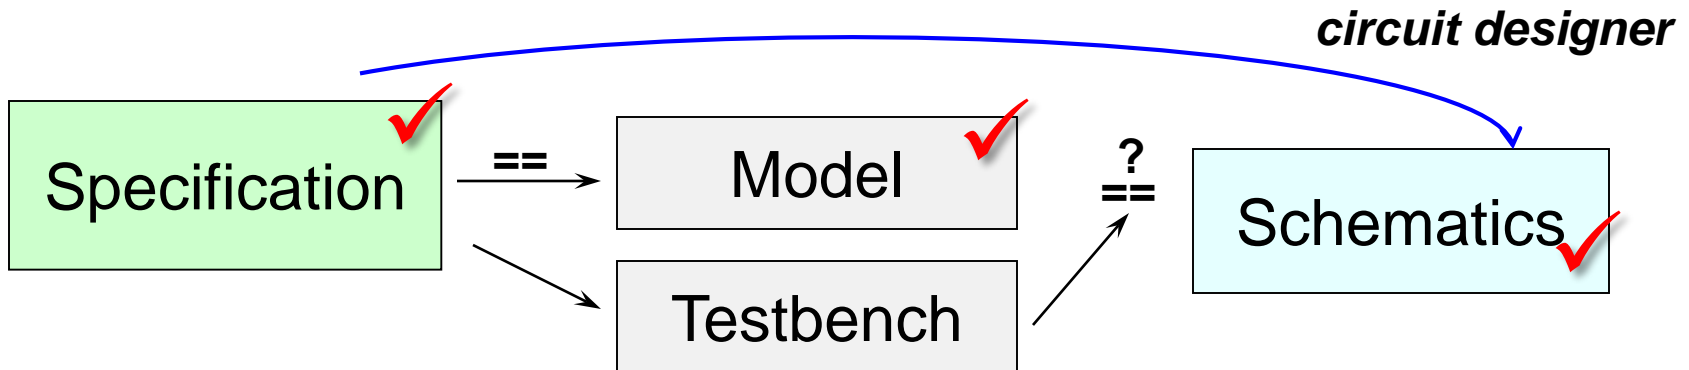 circuit designer
Specification
==
Model
?
==
Schematics
Testbench